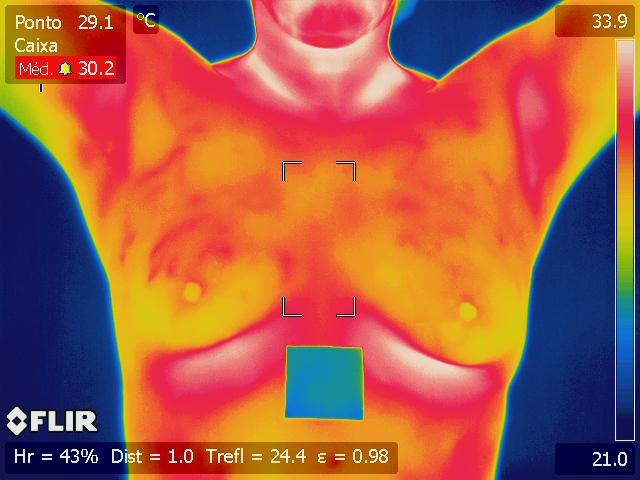 Ponto 29.1 °C
Caixa
Méd. 30.2
33.9
FLIR
Hr = 43% Dist = 1.0 Trefl = 24.4 ε = 0.98
21.0